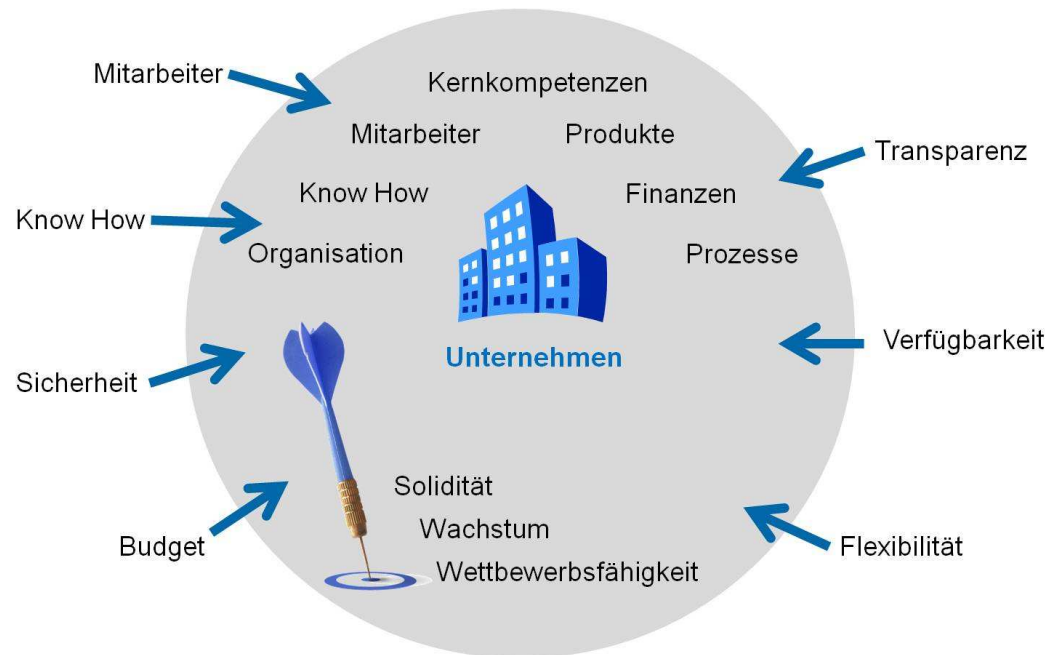 Mitarbeiter
Kernkompetenzen
Mitarbeiter
Produkte
Transparenz
Know How
Finanzen
Know How
Organisation
Prozesse
Verfügbarkeit
Unternehmen
Sicherheit
Solidität
Wachstum
Budget
Flexibilität
Wettbewerbsfähigkeit